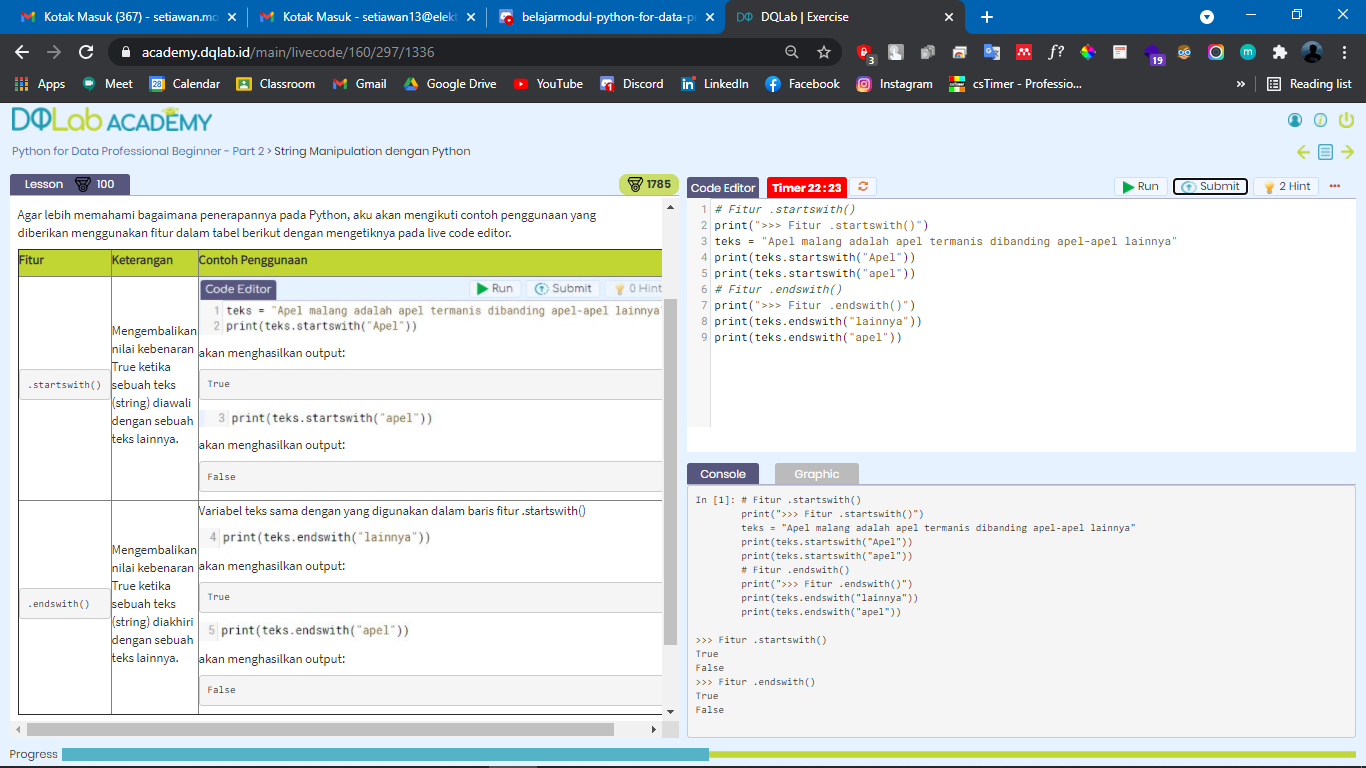 Kotak Masuk (367) - setiawan.mo
Kotak Masuk - setiawan13@elekt
belajarmodul-python-for-data-p
DQLab | Exercise
academy.dqlab.id/main/livecode/160/297/1336
3
19
Apps
Meet
28
Calendar
Classroom
Gmail
Google Drive
YouTube
Discord
LinkedIn
Facebook
Instagram
csTimer - Professio...
»
Reading list
DQLab ACADEMY
Python for Data Professional Beginner - Part 2 > String Manipulation dengan Python
Lesson 100
1785
Agar lebih memahami bagaimana penerapannya pada Python, aku akan mengikuti contoh penggunaan yang
diberikan menggunakan fitur dalam tabel berikut dengan mengetiknya pada live code editor.
Fitur Keterangan Contoh Penggunaan
.startswith()
Mengembalikan
nilai kebenaran
True ketika
sebuah teks
(string) diawali
dengan sebuah
teks lainnya.
Code Editor Run Submit 0 Hint
1 teks = "Apel malang adalah apel termanis dibanding apel-apel lainnya"
2 print(teks.startswith("Apel"))
akan menghasilkan output:
True
3 print(teks.startswith("apel"))
akan menghasilkan output:
False
.endswith()
Mengembalikan
nilai kebenaran
True ketika
sebuah teks
(string) diakhiri
dengan sebuah
teks lainnya.
Variabel teks sama dengan yang digunakan dalam baris fitur .startswith()
4 print(teks.endswith("lainnya"))
akan menghasilkan output:
True
5 print(teks.endswith("apel"))
akan menghasilkan output:
False
Code Editor Timer 22 : 23 Run Submit 2 Hint
1 # Fitur .startswith()
2 print(">>> Fitur .startswith()")
3 teks = "Apel malang adalah apel termanis dibanding apel-apel lainnya"
4 print(teks.startswith("Apel"))
5 print(teks.startswith("apel"))
6 # Fitur .endswith()
7 print(">>> Fitur .endswith()")
8 print(teks.endswith("lainnya"))
9 print(teks.endswith("apel"))
Console Graphic
In [1]: # Fitur .startswith()
print(">>> Fitur .startswith()")
teks = "Apel malang adalah apel termanis dibanding apel-apel lainnya"
print(teks.startswith("Apel"))
print(teks.startswith("apel"))
# Fitur .endswith()
print(">>> Fitur .endswith()")
print(teks.endswith("lainnya"))
print(teks.endswith("apel"))
>>> Fitur .startswith()
True
False
>>> Fitur .endswith()
True
False
Progress